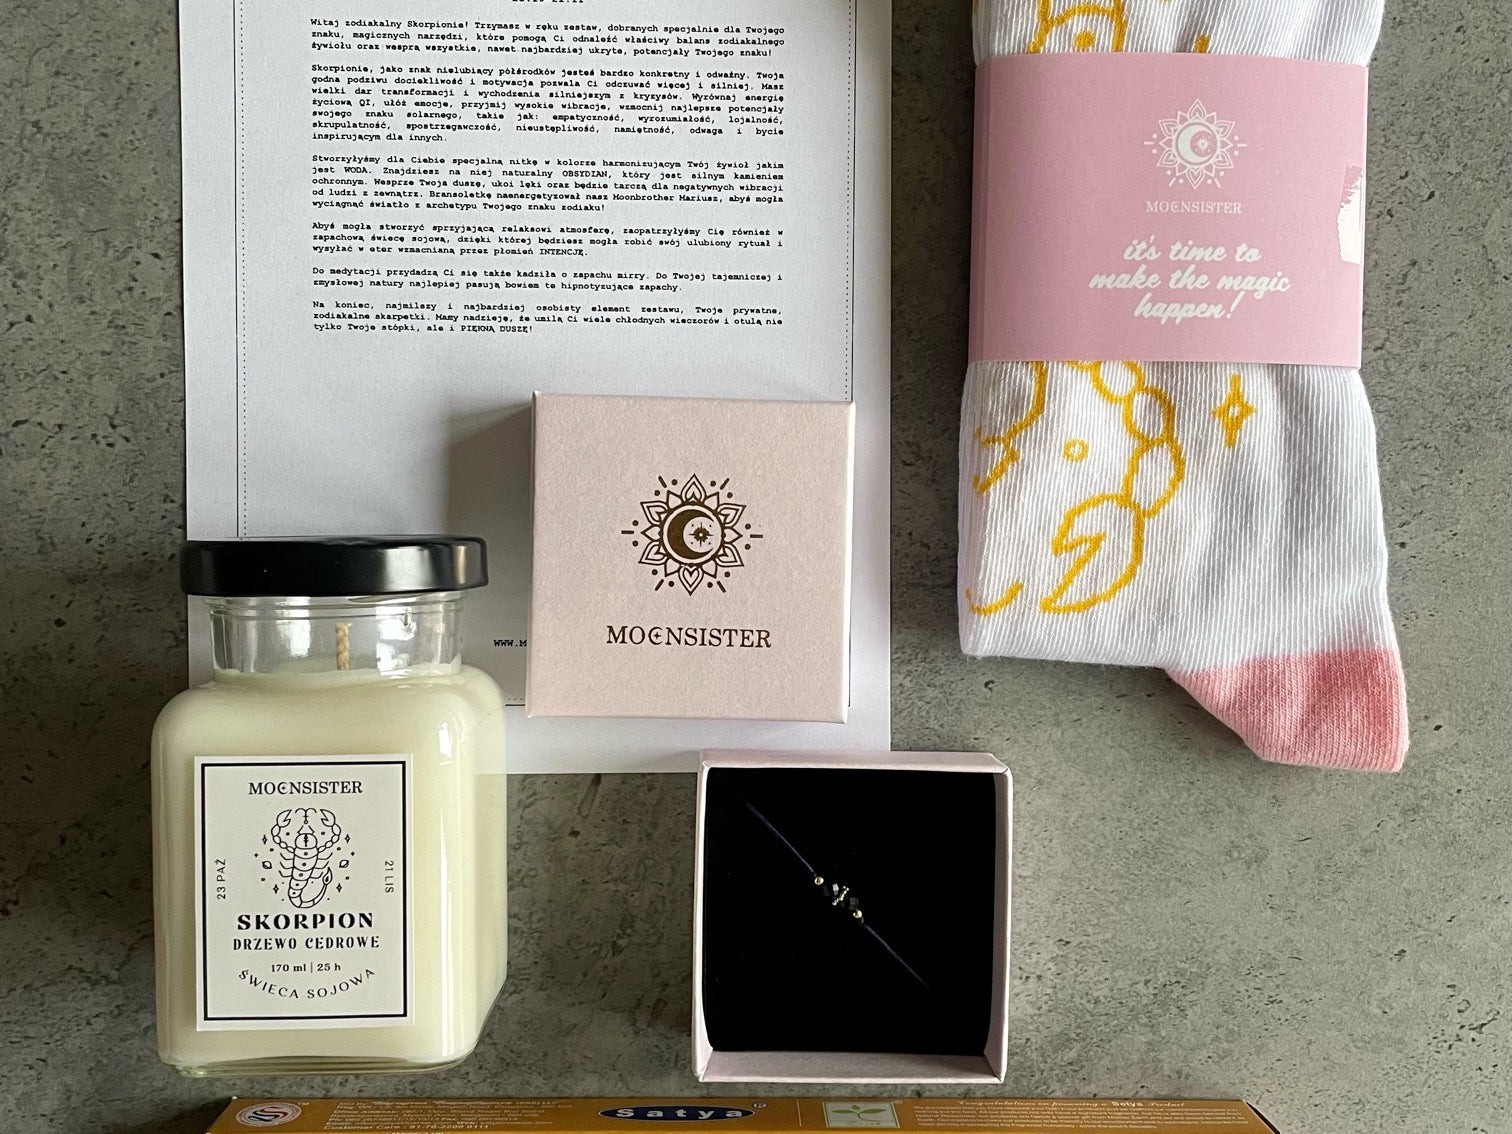 Witaj zodiakalny Skorpionie! Trzymasz w ręku zestaw, dobranych specjalnie dla Twojego
znaku, magicznych narzędzi, które pomogą Ci odnaleść właściwy balans zodiakalnego
żywiołu oraz wesprą wszystkie, nawet najbardziej ukryte, potencjały Twojego znaku!
Skorpionie, jako znak nielubiący półśrodków jesteś bardzo konkretny i odważny. Twoja
godna podziwu dociekliwość i motywacja pozwala Ci odczuwać więcej i silniej. Masz
wielki dar transformacji i wychodzenia silniejszym z kryzysów. Wyrównaj energię
życiową QI, ułóż emocje, przyjmij wysokie wibracje, wzmocnij najlepsze potencjały
swojego znaku solarnego, takie jak: empatyczność, wyrozumiałość, lojalność,
skrupulatność, spostrzegawczość, nieustępliwość, namiętność, odwaga i bycie
inspirującym dla innych.
Stworzyłyśmy dla Ciebie specjalną nitkę w kolorze harmonizującym Twój żywioł jakim
jest WODA. Znajdziesz na niej naturalny OBSYDIAN, który jest silnym kamieniem
ochronnym. Wesprze Twoja duszę, ukoi lęki oraz będzie tarczą dla negatywnych wibracji
od ludzi z zewnątrz. Bransoletkę naenergetyzował nasz Moonbrother Mariusz, abyś mogła
wyciągnąć światło z archetypu Twojego znaku zodiaku!
Abyś mogła stworzyć sprzyjającą relaksowi atmosferę, zaopatrzyłyśmy Cię również w
zapachową świecę sojową, dzięki której będziesz mogła robić swój ulubiony rytuał i
wysyłać w eter wzmacnianą przez płomień INTENCJĘ.
Do medytacji przydadzą Ci się także kadziła o zapachu mirry. Do Twojej tajemniczej i
zmysłowej natury najlepiej pasują bowiem te hipnotyzujące zapachy.
Na koniec, najmilszy i najbardziej osobisty element zestawu, Twoje prywatne,
zodiakalne skarpetki. Mamy nadzieję, że umilą Ci wiele chłodnych wieczorów i otulą nie
tylko Twoje stópki, ale i PIĘKNĄ DUSZĘ!
WWW.M
MOONSISTER
MOONSISTER
it's time to
make the magic
happen!
MOONSISTER
23 PAŹ
21 LIS
SKORPION
DRZEWO CEDROWE
170 ml | 25 h
ŚWIECA SOJOWA
Satya